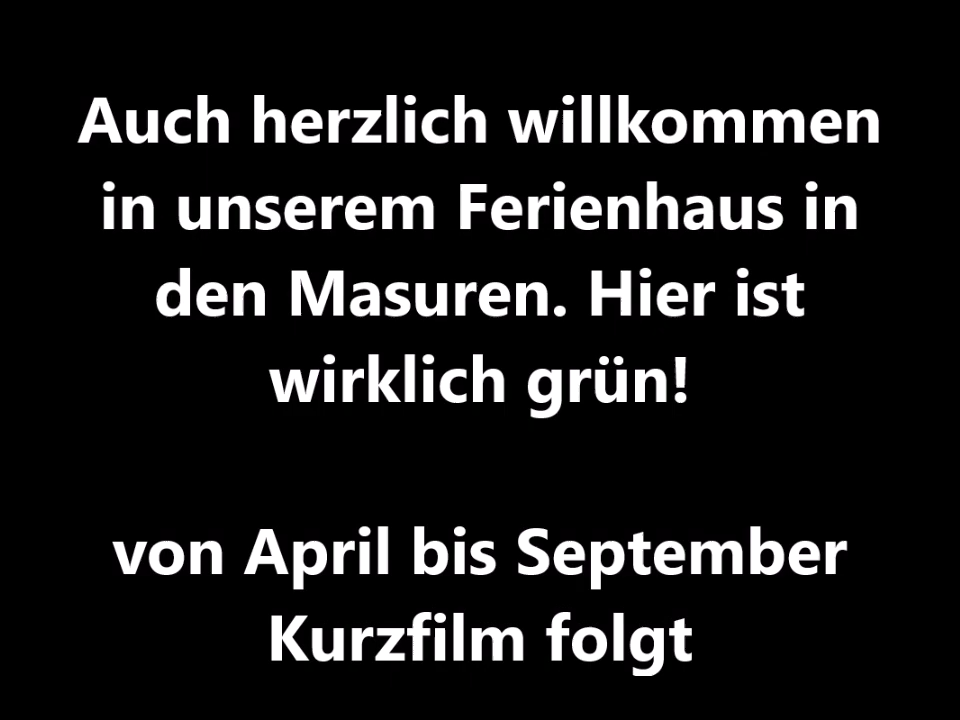 Auch herzlich willkommen
in unserem Ferienhaus in
den Masuren. Hier ist
wirklich grün!
von April bis September
Kurzfilm folgt